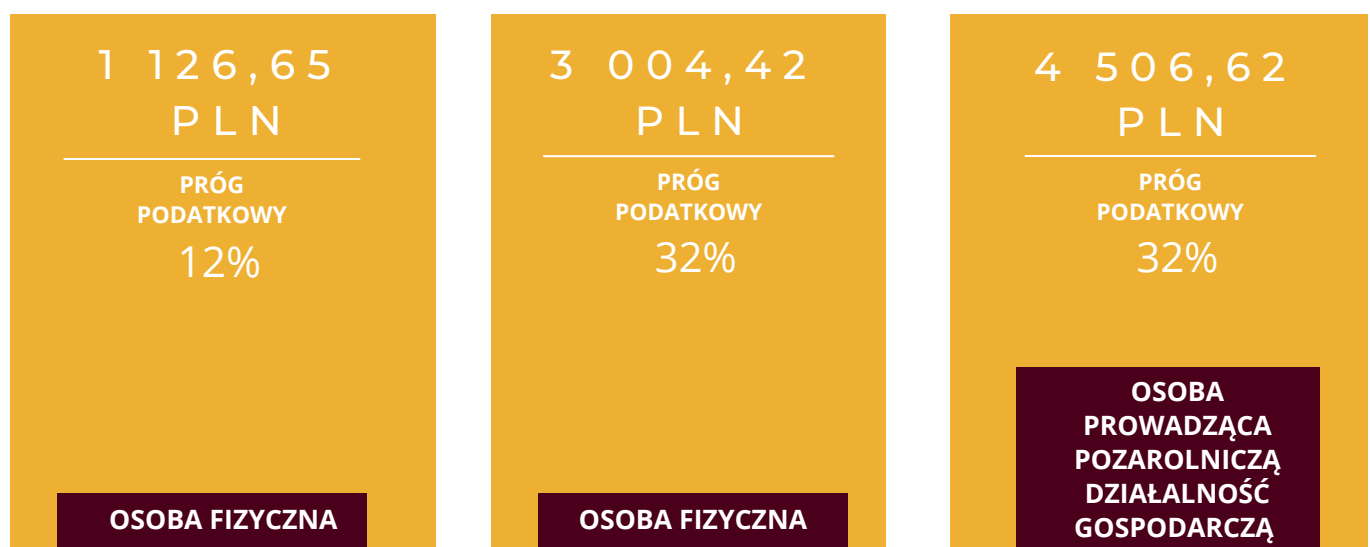 1 126,65
PLN
PRÓG
PODATKOWY
12%
OSOBA FIZYCZNA
3 004,42
PLN
PRÓG
PODATKOWY
32%
OSOBA FIZYCZNA
4 506,62
PLN
PRÓG
PODATKOWY
32%
OSOBA
PROWADZĄCA
POZAROLNICZĄ
DZIAŁALNOŚĆ
GOSPODARCZĄ